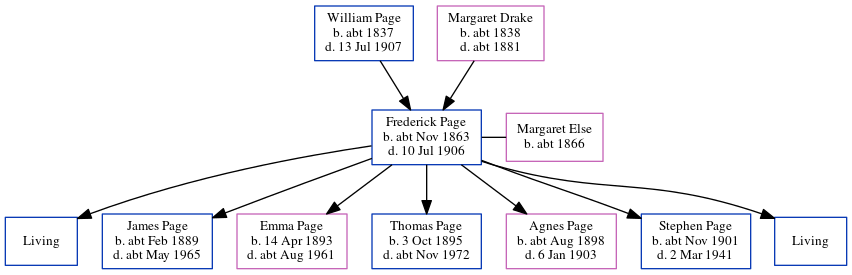 William Page
b. abt 1837
d. 13 Jul 1907
Margaret Drake
b. abt 1838
d. abt 1881
Frederick Page
b. abt Nov 1863
d. 10 Jul 1906
Margaret Else
b. abt 1866
Living
James Page
b. abt Feb 1889
d. abt May 1965
Emma Page
b. 14 Apr 1893
d. abt Aug 1961
Thomas Page
b. 3 Oct 1895
d. abt Nov 1972
Agnes Page
b. abt Aug 1898
d. 6 Jan 1903
Stephen Page
b. abt Nov 1901
d. 2 Mar 1941
Living